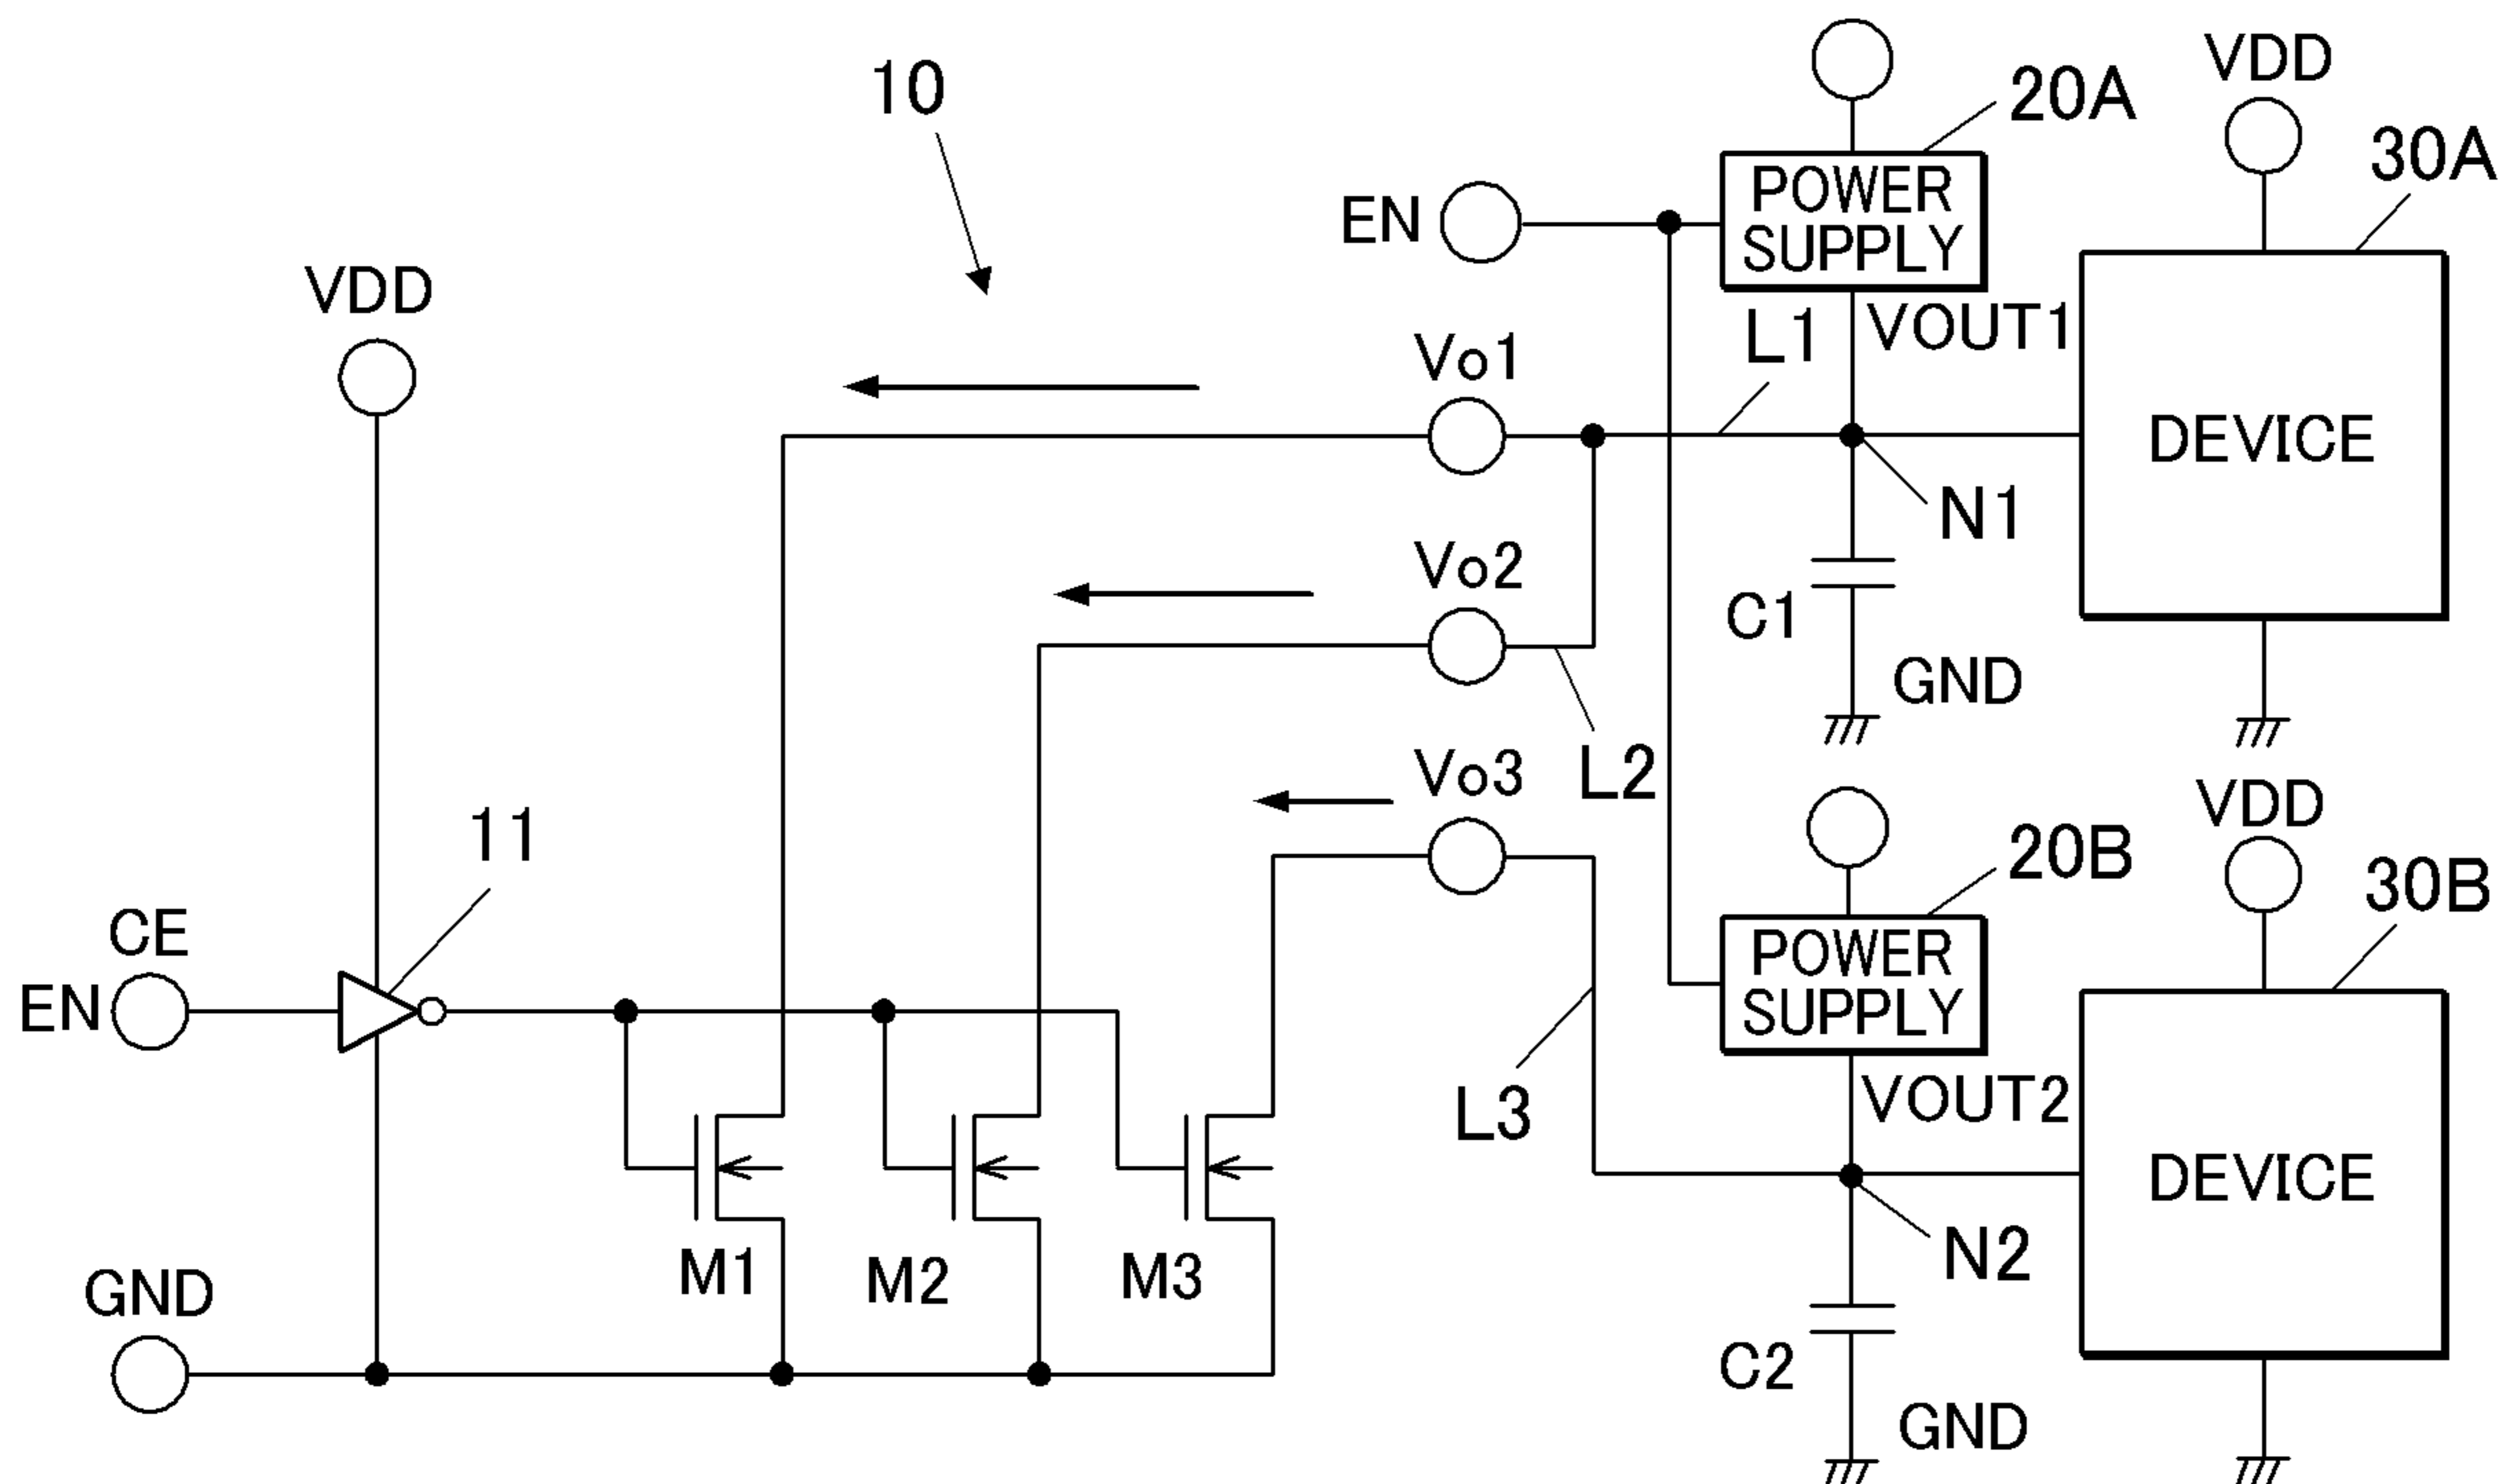 10
20A
VDD
30A
POWER
SUPPLY
EN
VDD
L1
VOUT1
Vo1
DEVICE
N1
Vo2
C1
GND
L2
Vo3
VDD
11
20B
30B
CE
EN
POWER
SUPPLY
L3
VOUT2
DEVICE
M1
M2
M3
N2
GND
C2
GND